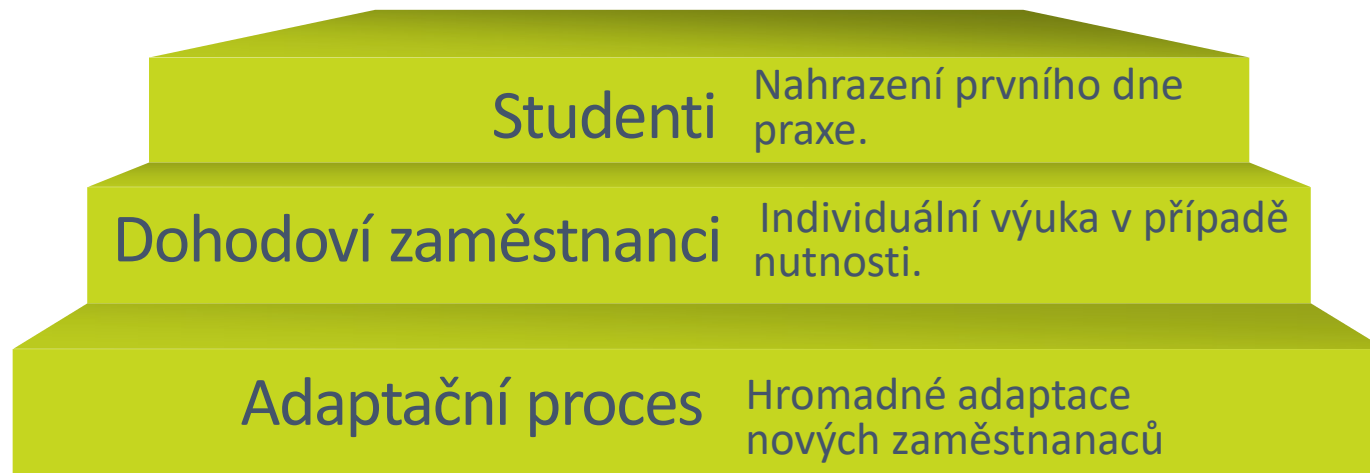 Studenti
Nahrazení prvního dne
praxe.
Dohodoví zaměstnanci
Individuální výuka v případě
nutnosti.
Adaptační proces
Hromadné adaptace
nových zaměstnanaců